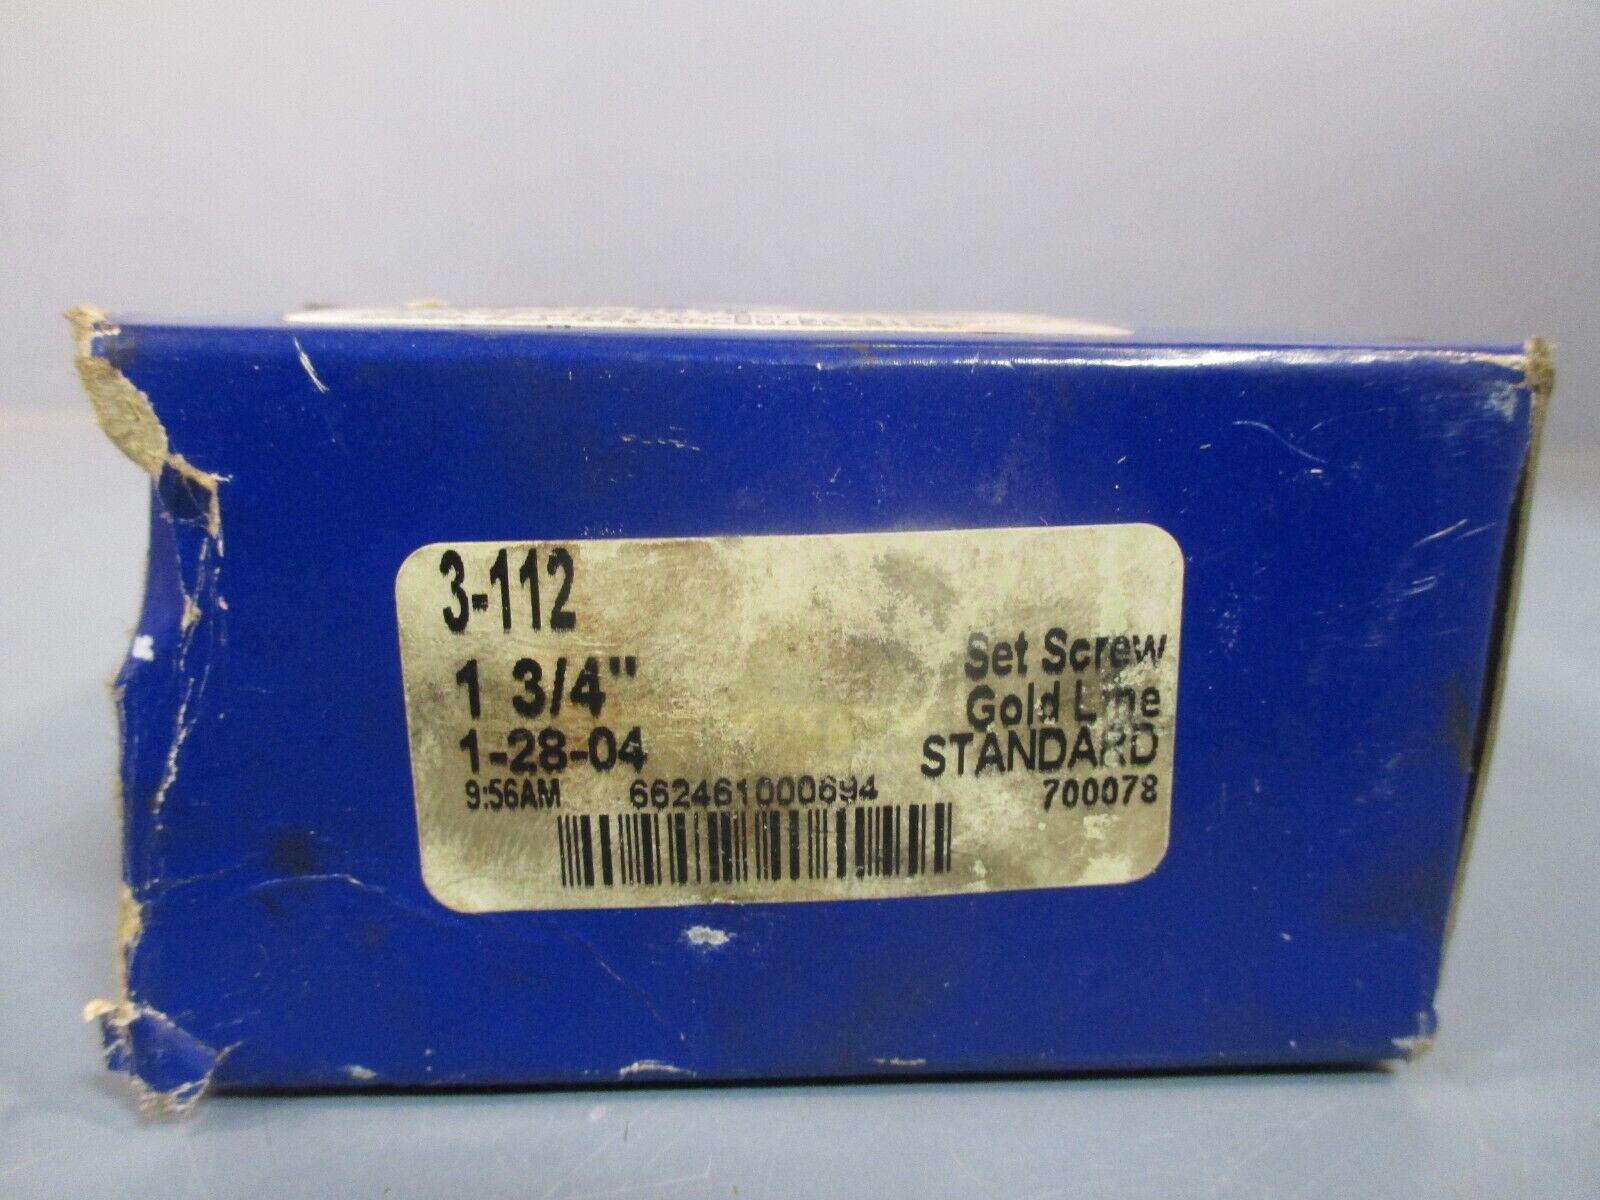 3-112
1 3/4"
1-28-04
9:56AM
662461000694
Set Screw
Gold Line
STANDARD
700078